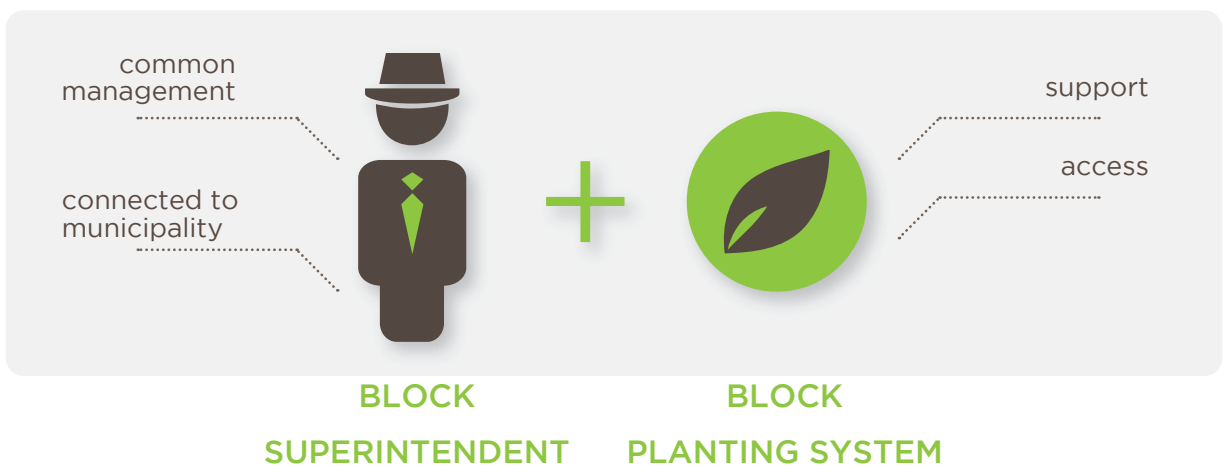 common
management
connected to
municipality
support
access
BLOCK
SUPERINTENDENT
BLOCK
PLANTING SYSTEM